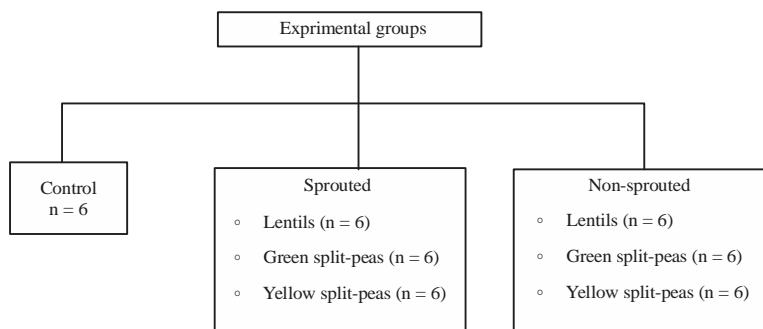 Exprimental groups
Control
n = 6
Sprouted
◦ Lentils (n = 6)
◦ Green split-peas (n = 6)
◦ Yellow split-peas (n = 6)
Non-sprouted
◦ Lentils (n = 6)
◦ Green split-peas (n = 6)
◦ Yellow split-peas (n = 6)